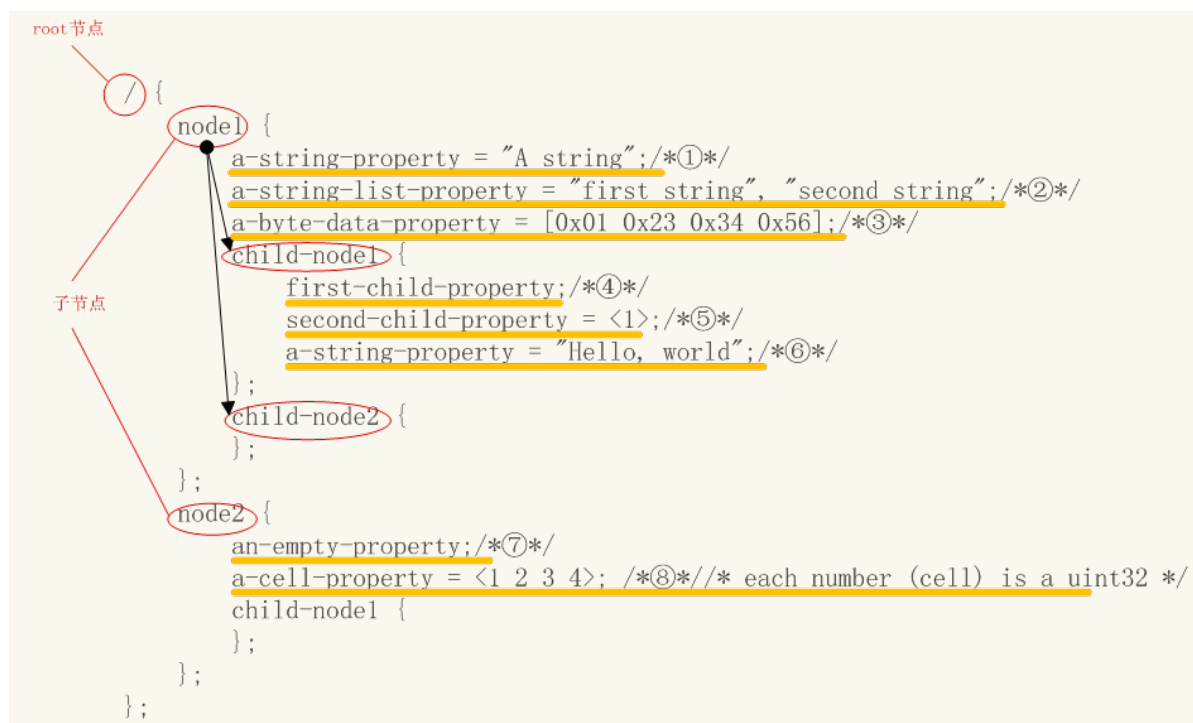 root节点
/ {
node1 {
a-string-property = "A string";/*①*/
a-string-list-property = "first string", "second string";/*②*/
a-byte-data-property = [0x01 0x23 0x34 0x56];/*③*/
child-node1 {
first-child-property;/*④*/
子节点
second-child-property = <1>;/*⑤*/
a-string-property = "Hello, world";/*⑥*/
};
child-node2 {
};
};
node2 {
an-empty-property;/*⑦*/
a-cell-property = <1 2 3 4>; /*⑧*//* each number (cell) is a uint32 */
child-node1 {
};
};
};